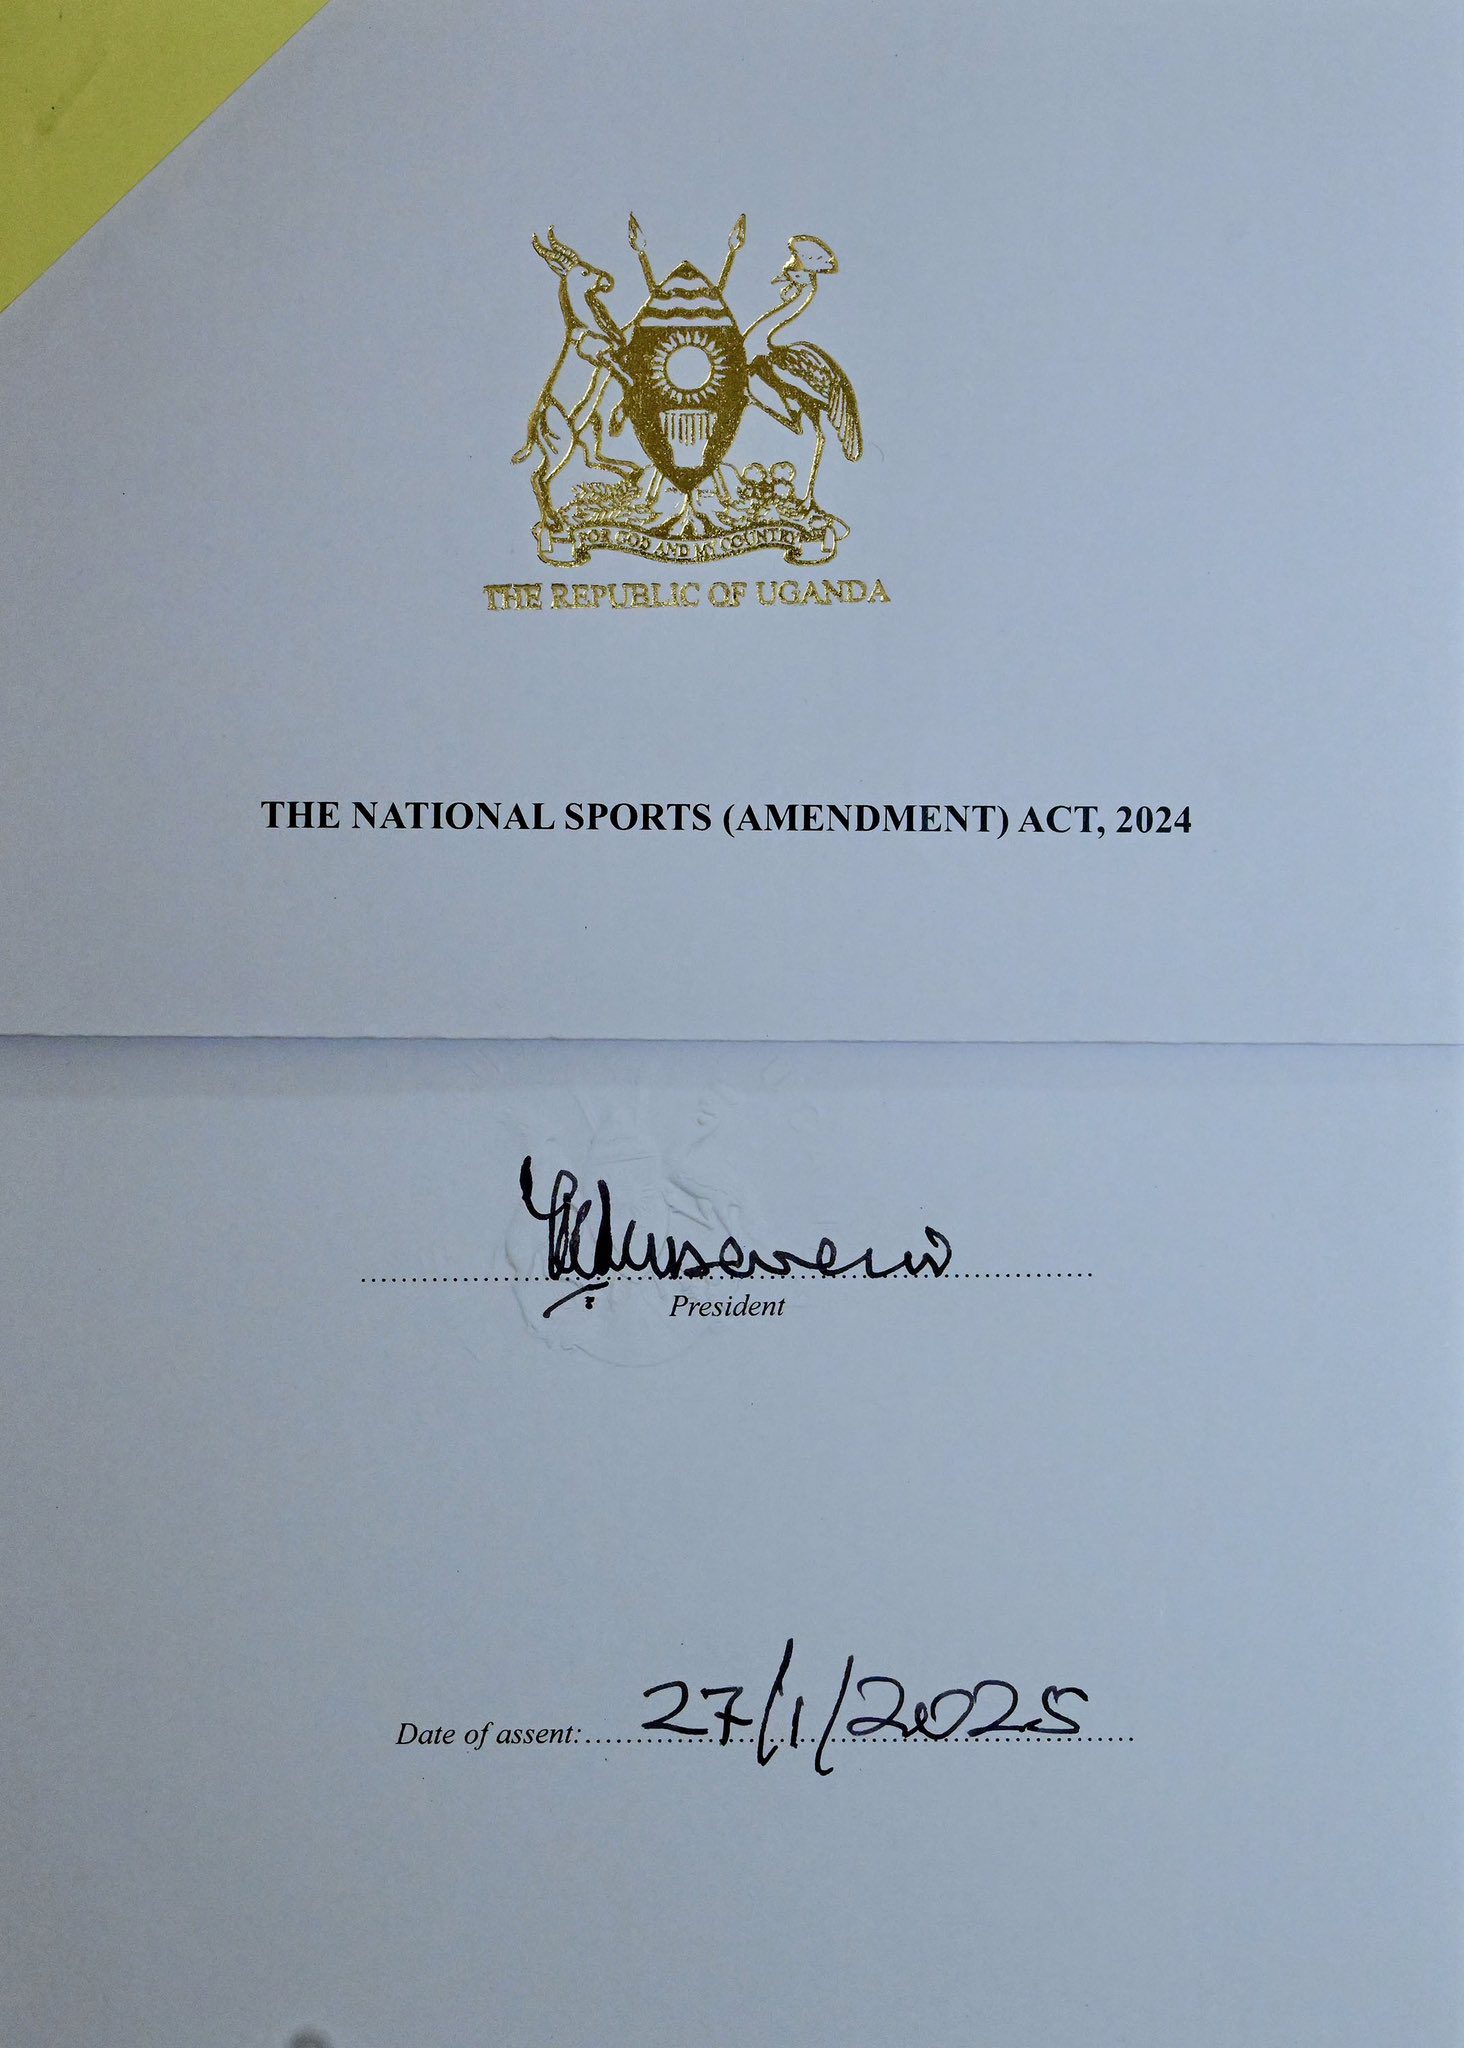 FOR GOD AND MY COUNTRY
THE REPUBLIC OF UGANDA
THE NATIONAL SPORTS (AMENDMENT) ACT, 2024
Museveni
President
Date of assent: 27/1/2025